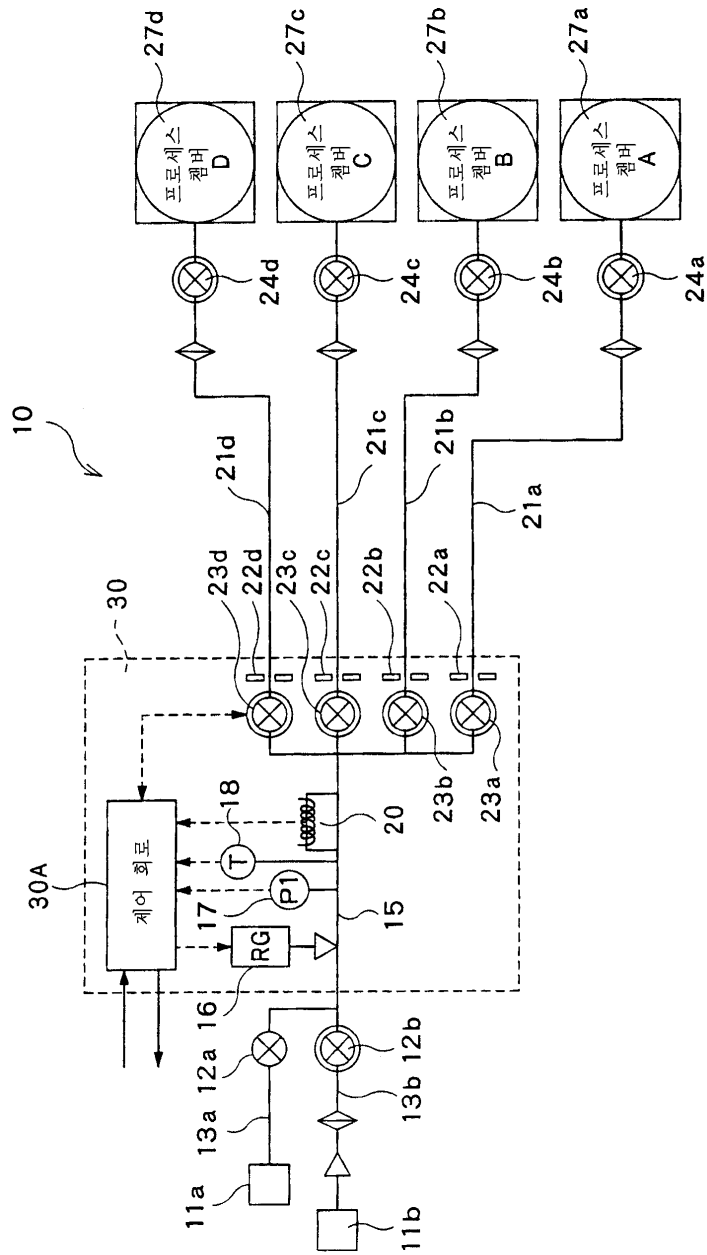 10
30
30A
제어 회로
RG
16
P1
17
T
18
20
15
11a
13a
12a
11b
13b
12b
23d
22d
21d
24d
27d
프로세스
챔버
D
23c
22c
21c
24c
27c
프로세스
챔버
C
23b
22b
21b
24b
27b
프로세스
챔버
B
23a
22a
21a
24a
27a
프로세스
챔버
A